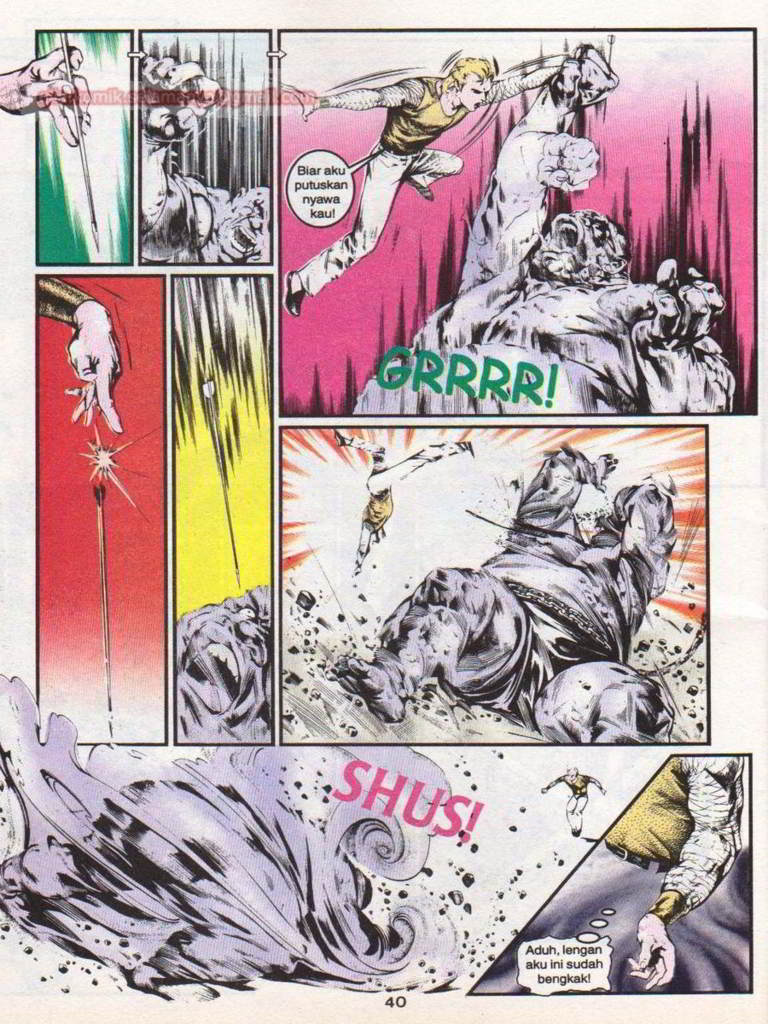 Biar aku
putuskan
nyawa
kau!
GRRRR!
SHUS!
Aduh, lengan
aku ini sudah
bengkak!
40